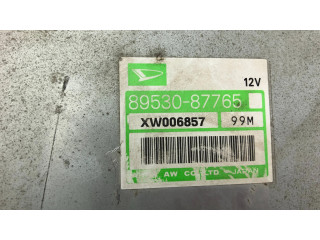 12V
89530-87765
XW006857 99M
AW CO., LTD JAPAN